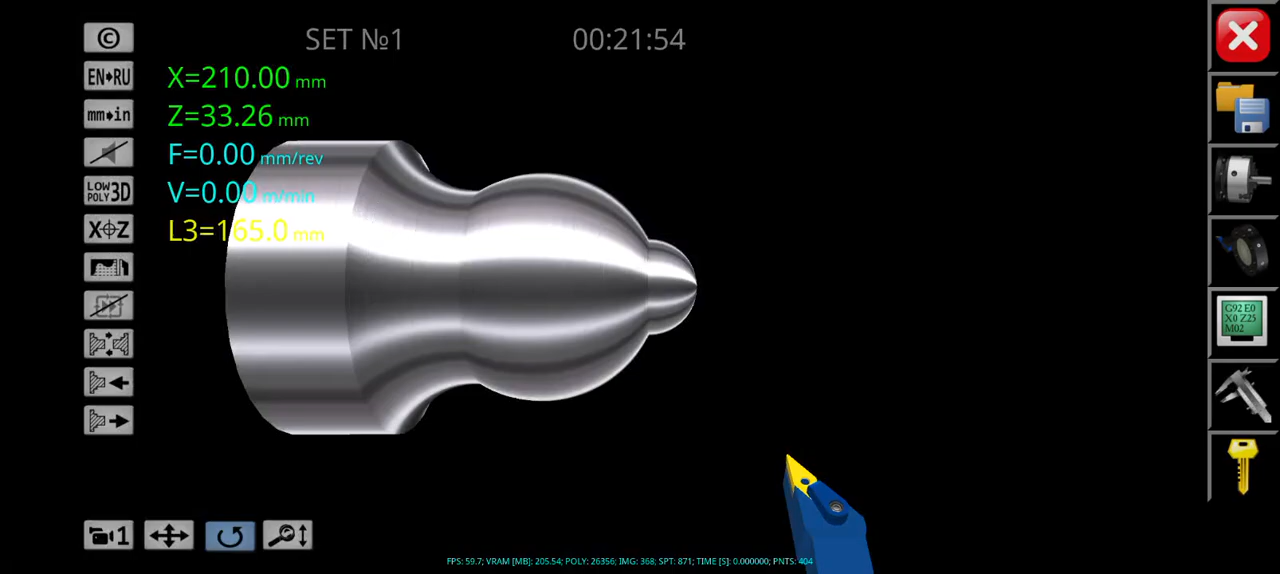 ©
SET №1
00:21:54
EN▸RU
X=210.00 mm
mm▸in
Z=33.26 mm
F=0.00 mm/rev
LOW POLY 3D
V=0.00 m/min
X Z
L3=165.0 mm
G92 E0
X0 Z25
M02
1
FPS: 59.7; VRAM [MB]: 205.54; POLY: 26356; IMG: 368; SPT: 871; TIME [S]: 0.000000; PNTS: 404